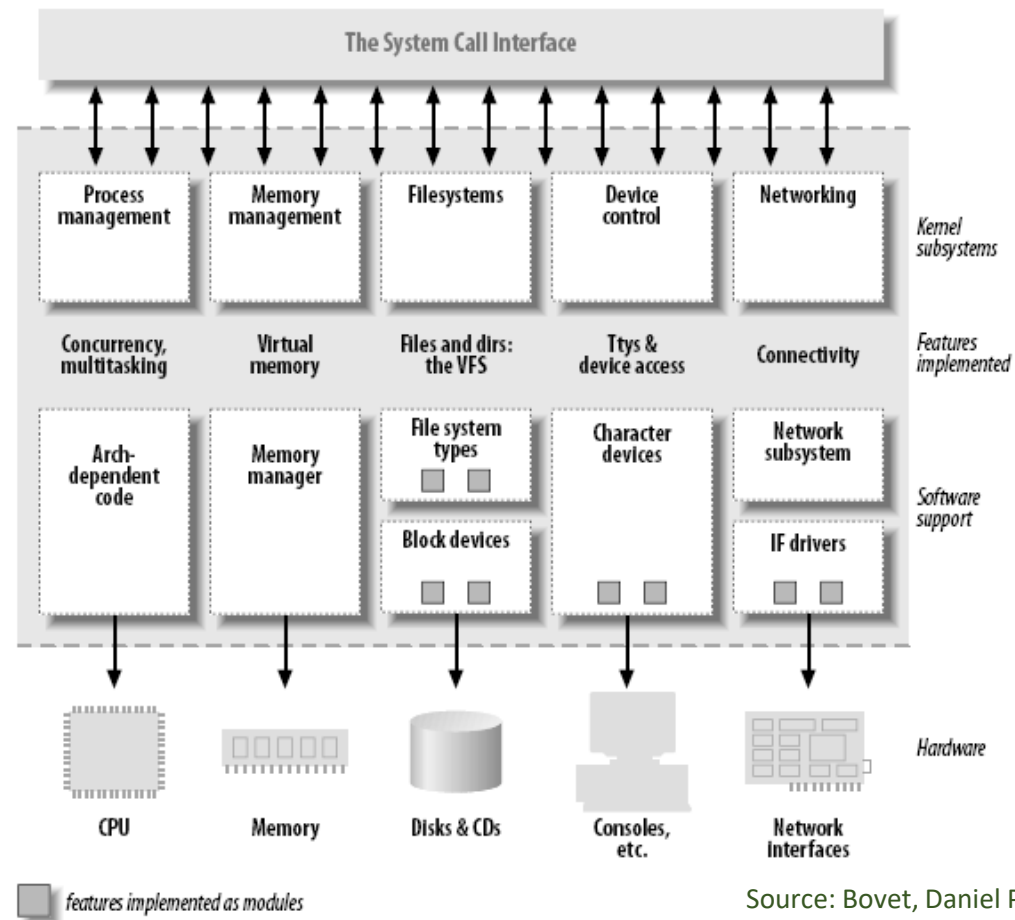 The System Call Interface
Process
management
Memory
management
Filesystems
Device
control
Networking
Kernel
subsystems
Concurrency,
multitasking
Virtual
memory
Files and dirs:
the VFS
Ttys &
device access
Connectivity
Features
implemented
Arch-
dependent
code
Memory
manager
File system
types
Block devices
Character
devices
Network
subsystem
IF drivers
Software
support
Hardware
CPU
Memory
Disks & CDs
Consoles,
etc.
Network
interfaces
features implemented as modules
Source: Bovet, Daniel P